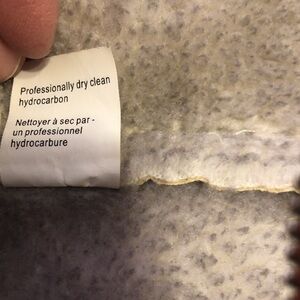 Professionally dry clean
hydrocarbon
Nettoyer à sec par -
un professionnel
hydrocarbure